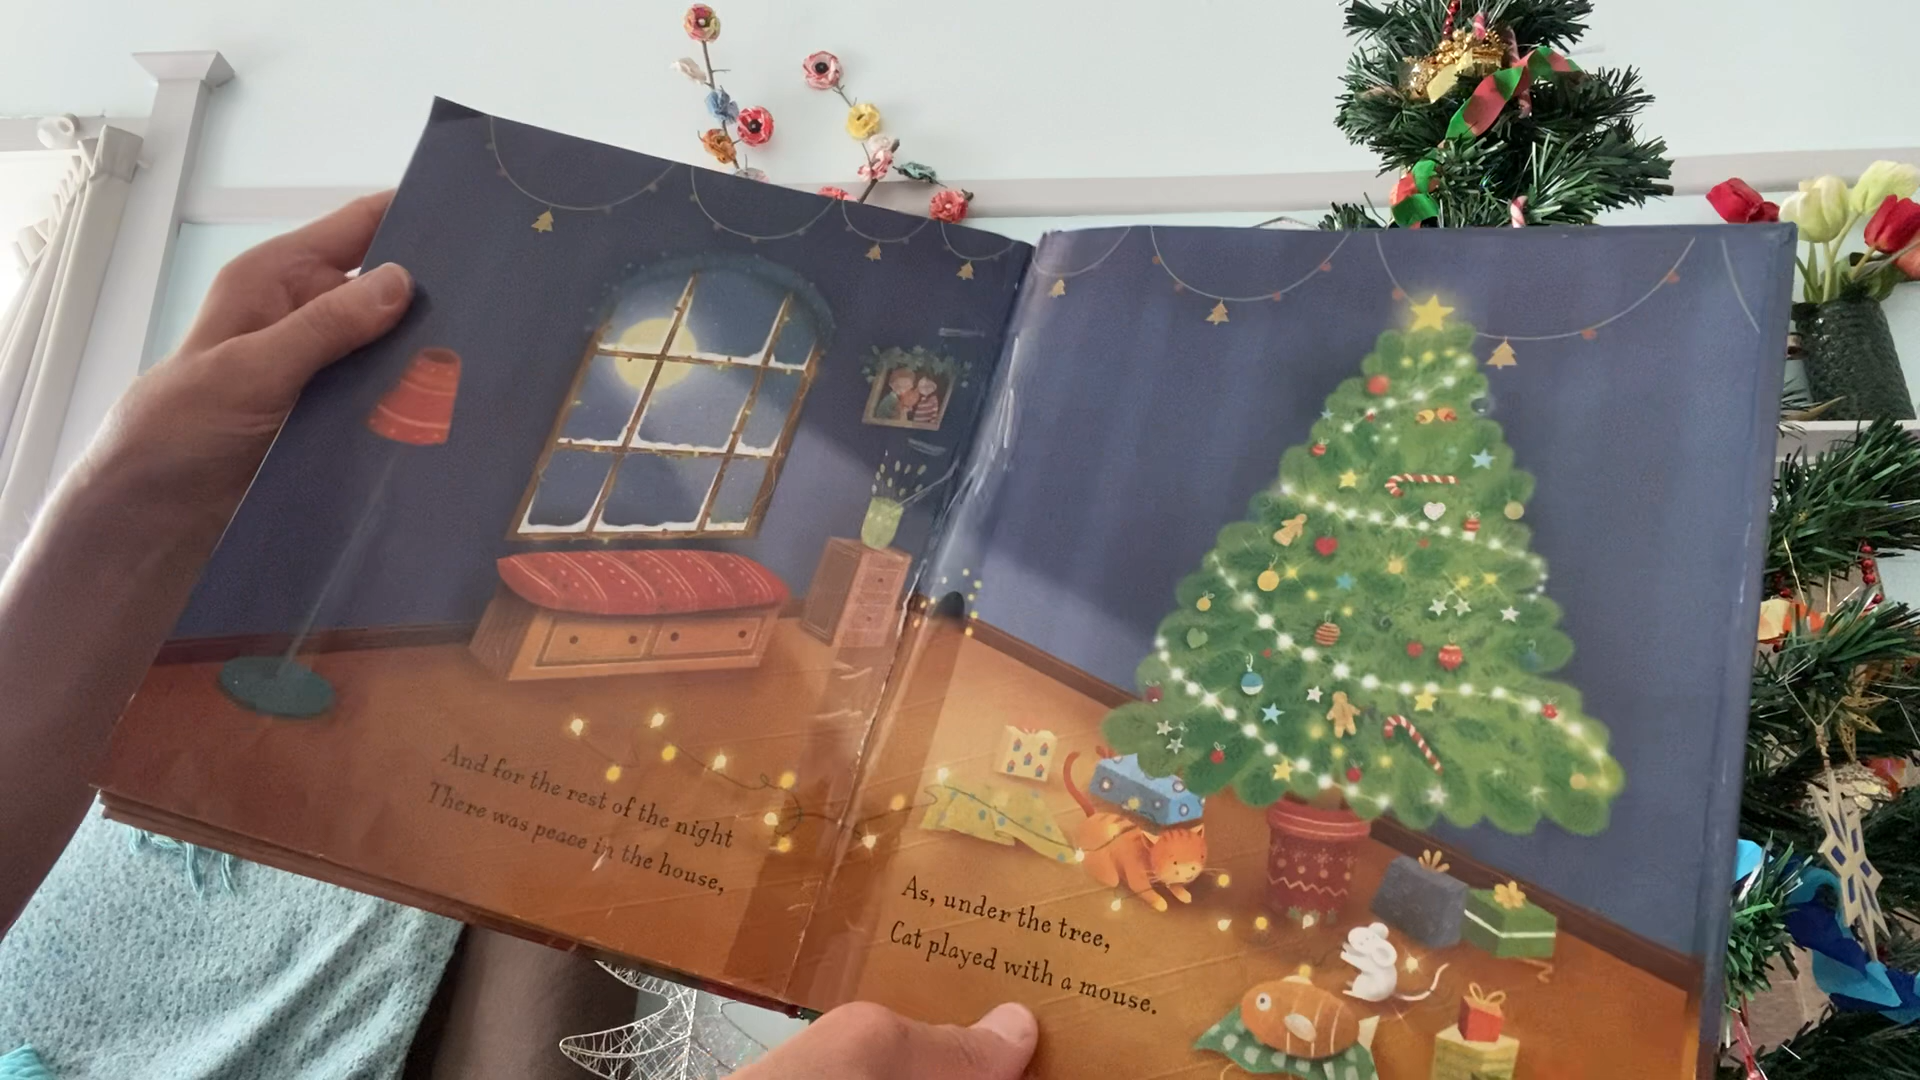 And for the rest of the night
There was peace in the house,
As, under the tree,
Cat played with a mouse.